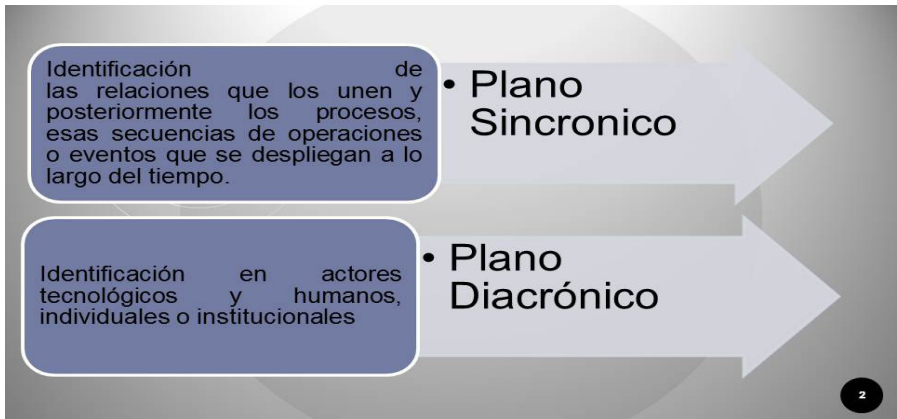 Identificación de
las relaciones que los unen y
posteriormente los procesos,
esas secuencias de operaciones
o eventos que se despliegan a lo
largo del tiempo.
• Plano
Sincronico
Identificación en actores
tecnológicos y humanos,
individuales o institucionales
• Plano
Diacrónico
2